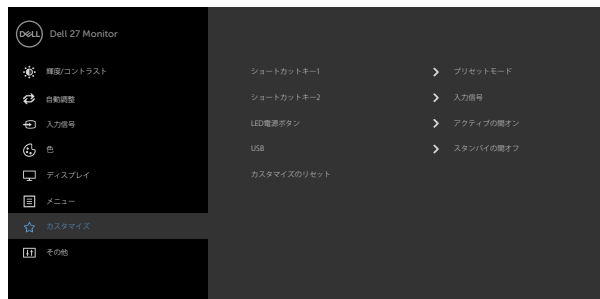 DELL Dell 27 Monitor
輝度/コントラスト
自動調整
入力信号
色
ディスプレイ
メニュー
カスタマイズ
その他
ショートカットキー1 プリセットモード
ショートカットキー2 入力信号
LED電源ボタン アクティブの間オン
USB スタンバイの間オフ
カスタマイズのリセット